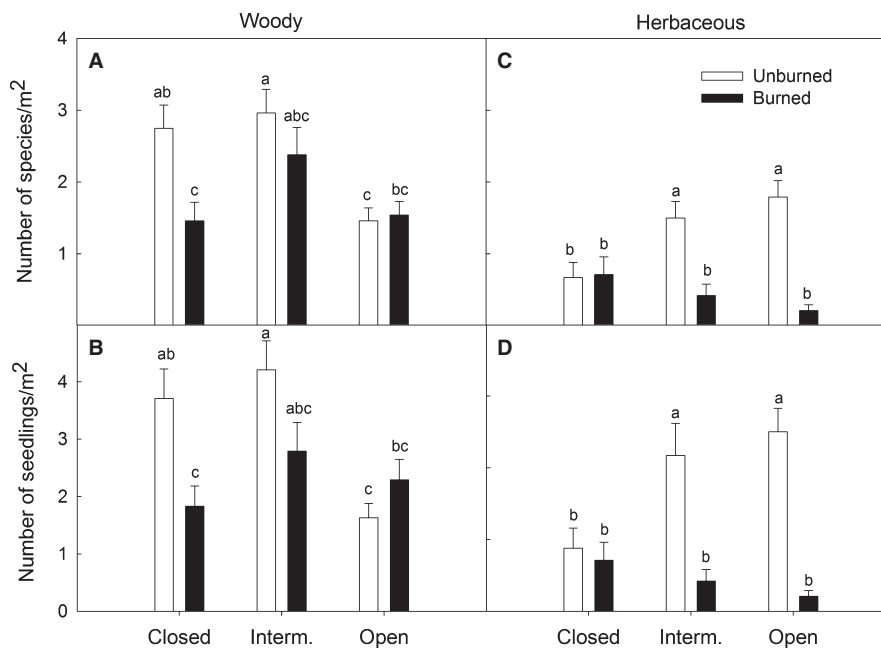 Woody
Herbaceous
Number of species/m2
4
3
2
1
A
ab
c
a
abc
c
bc
C
Unburned
Burned
b
b
a
b
a
b
Number of seedlings/m2
4
3
2
1
0
B
ab
c
a
abc
c
bc
D
b
b
a
b
a
b
Closed
Interm.
Open
Closed
Interm.
Open